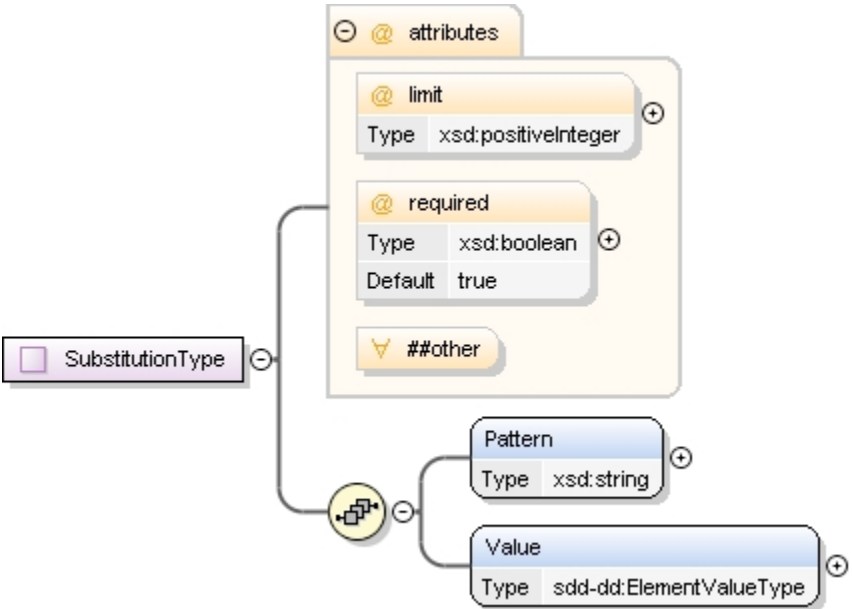 @ attributes
@ limit
Type xsd:positiveInteger
@ required
Type xsd:boolean
Default true
∀ ##other
SubstitutionType
Pattern
Type xsd:string
Value
Type sdd-dd:ElementValueType